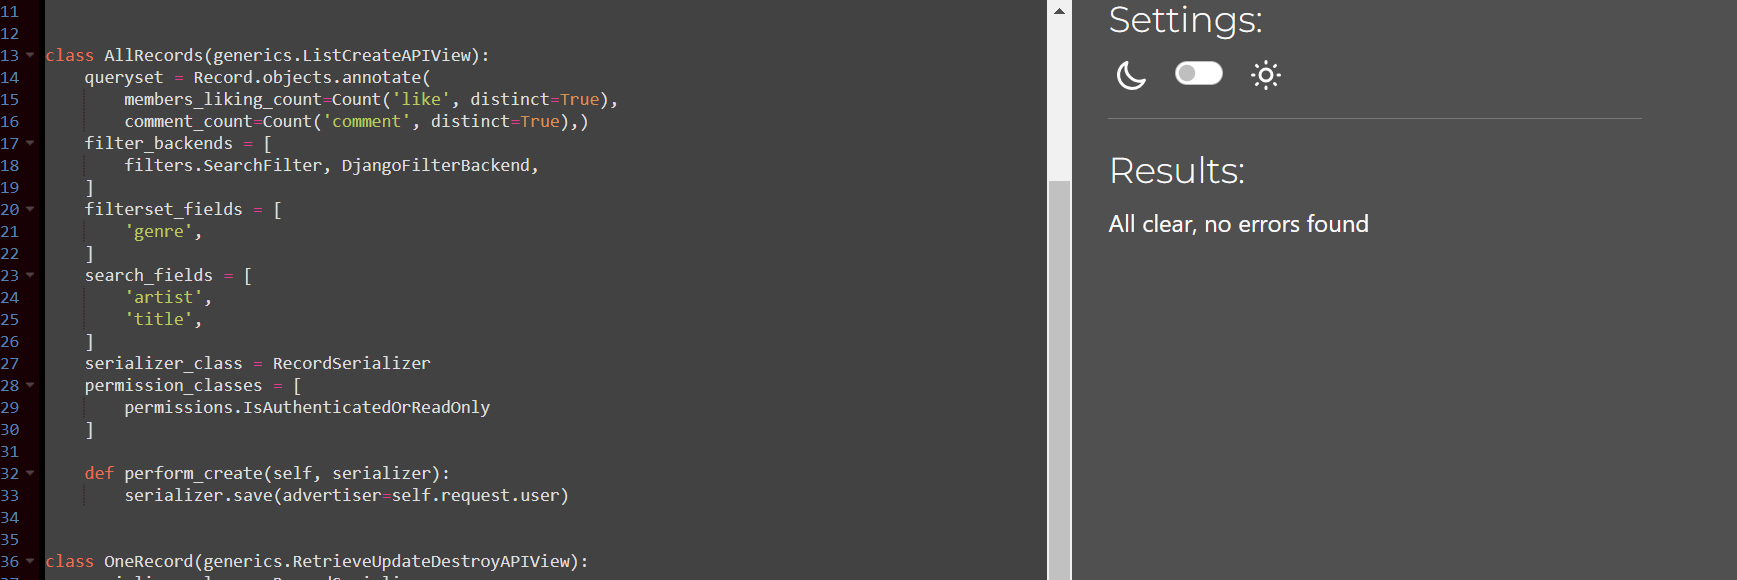 11
12
13 class AllRecords(generics.ListCreateAPIView):
14     queryset = Record.objects.annotate(
15         members_liking_count=Count('like', distinct=True),
16         comment_count=Count('comment', distinct=True),)
17     filter_backends = [
18         filters.SearchFilter, DjangoFilterBackend,
19     ]
20     filterset_fields = [
21         'genre',
22     ]
23     search_fields = [
24         'artist',
25         'title',
26     ]
27     serializer_class = RecordSerializer
28     permission_classes = [
29         permissions.IsAuthenticatedOrReadOnly
30     ]
31
32     def perform_create(self, serializer):
33         serializer.save(advertiser=self.request.user)
34
35
36 class OneRecord(generics.RetrieveUpdateDestroyAPIView):
Settings:
Results:
All clear, no errors found